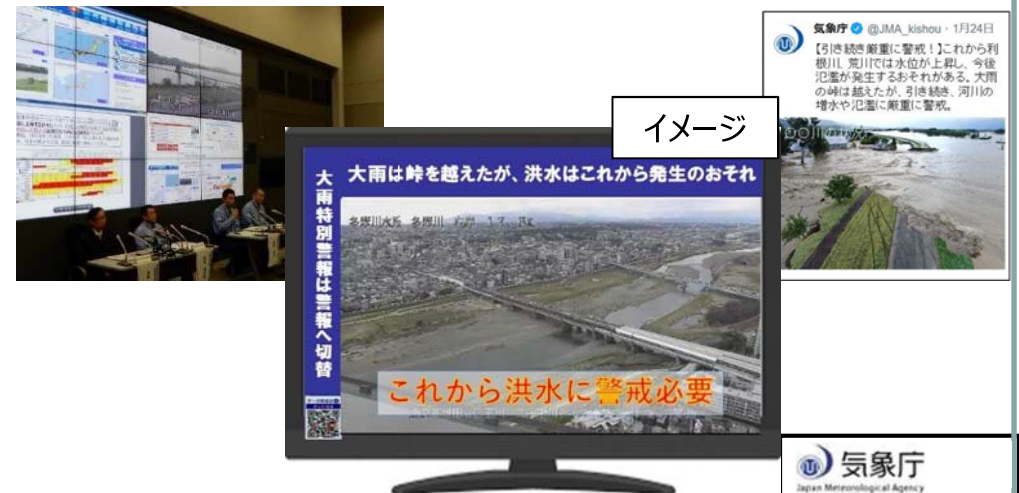 気象庁 @JMA_kishou・1月24日
【引き続き厳重に警戒！】これから利
根川、荒川では水位が上昇し、今後
氾濫が発生するおそれがある。大雨
の峠は越えたが、引き続き、河川の
増水や氾濫に厳重に警戒。
イメージ
大雨は峠を越えたが、洪水はこれから発生のおそれ
大雨特別警報は警報へ切替
多摩川水系 多摩川 右岸
これから洪水に警戒必要
気象庁
Japan Meteorological Agency